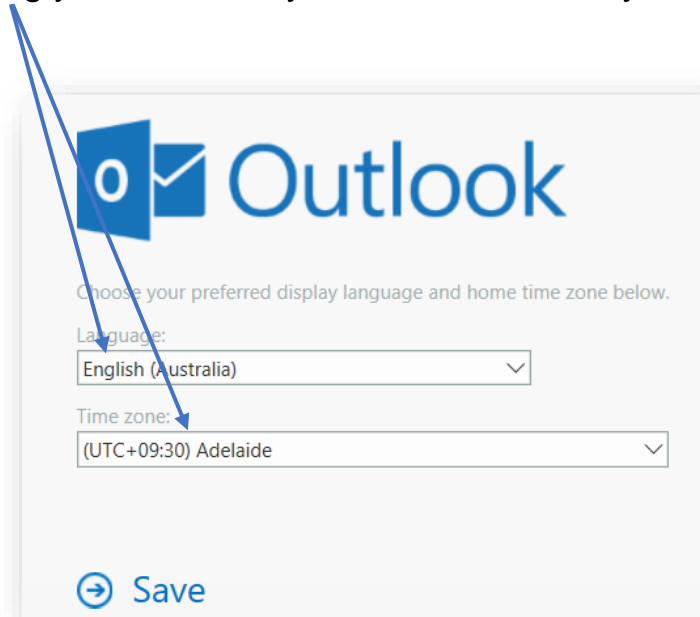 Outlook
Choose your preferred display language and home time zone below.
Language:
English (Australia)
Time zone:
(UTC+09:30) Adelaide
Save